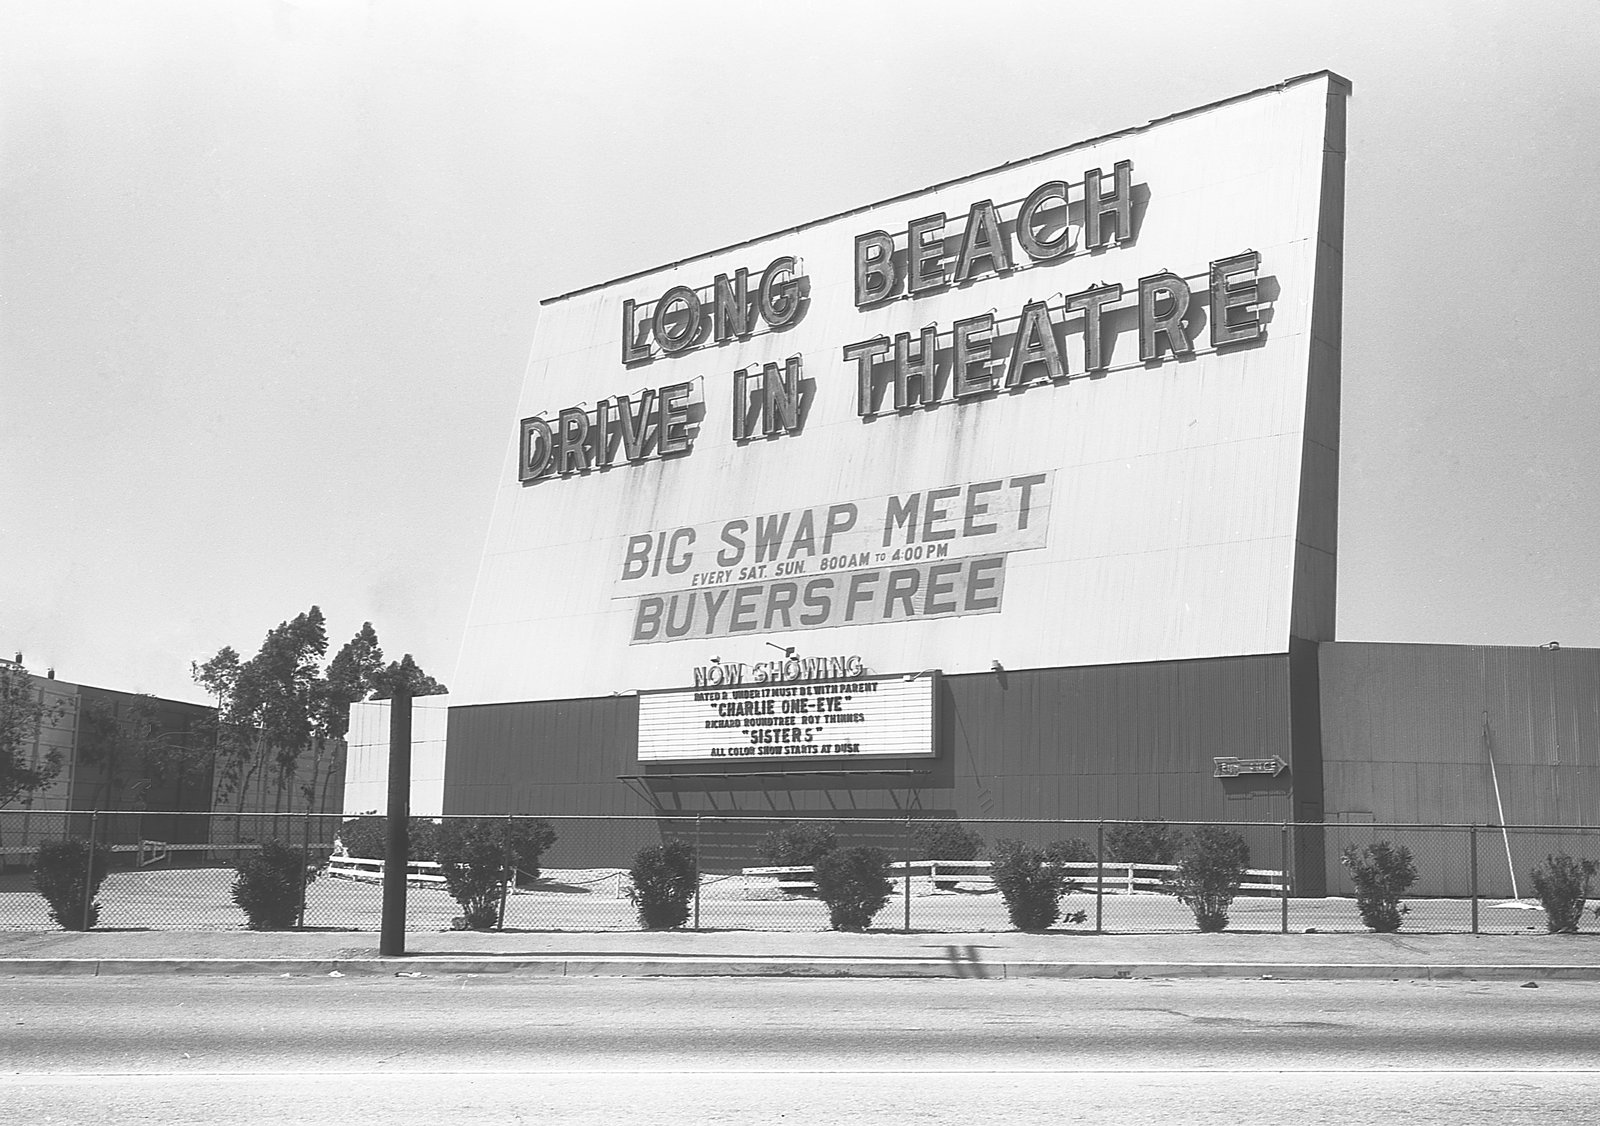 LONG BEACH
DRIVE IN THEATRE
BIG SWAP MEET
EVERY SAT. SUN. 800AM TO 4:00PM
BUYERS FREE
NOW SHOWING
RATED R UNDER 17 MUST BE WITH PARENT
"CHARLIE ONE-EYE"
RICHARD ROUNDTREE ROY THINNES
"SISTERS"
ALL COLOR SHOW STARTS AT DUSK